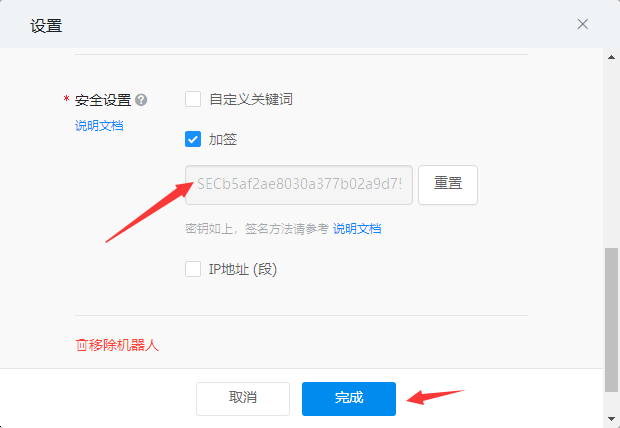 设置
* 安全设置
自定义关键词
说明文档
加签
SECb5af2ae8030a377b02a9d75
重置
密钥如上，签名方法请参考 说明文档
IP地址 (段)
移除机器人
取消
完成